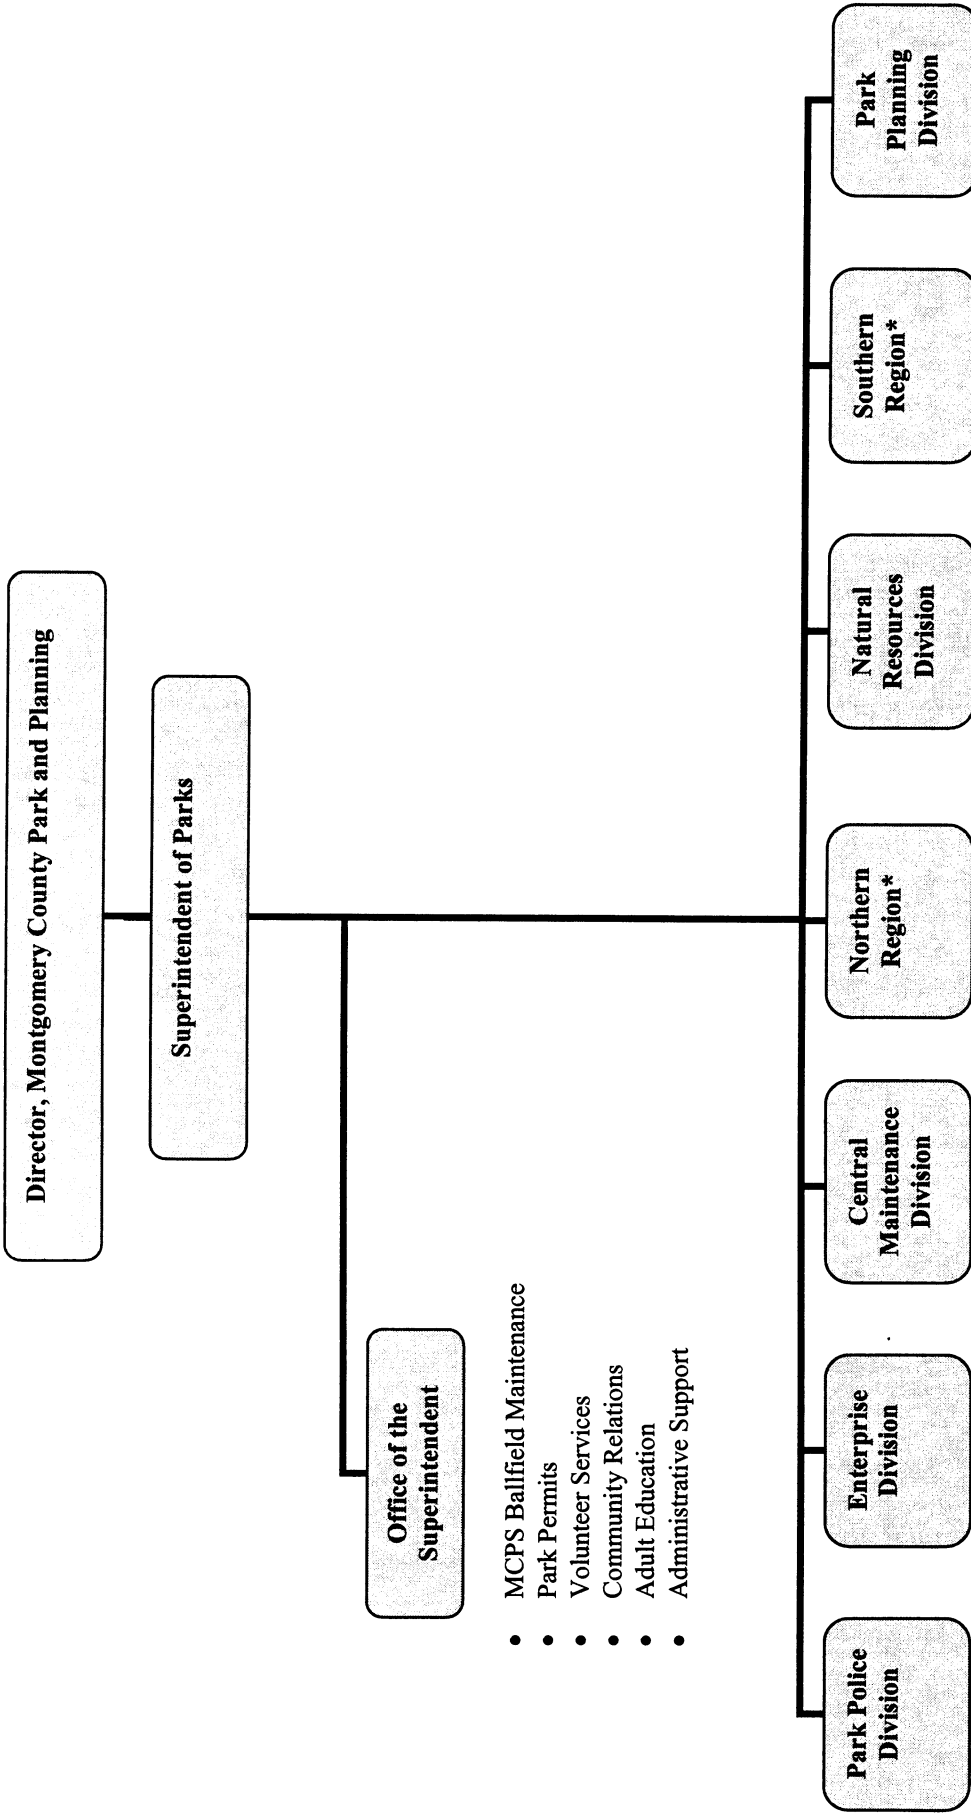 Director, Montgomery County Park and Planning
Superintendent of Parks
Office of the
Superintendent
• MCPS Ballfield Maintenance
• Park Permits
• Volunteer Services
• Community Relations
• Adult Education
• Administrative Support
Park Police
Division
Enterprise
Division
Central
Maintenance
Division
Northern
Region*
Natural
Resources
Division
Southern
Region*
Park
Planning
Division